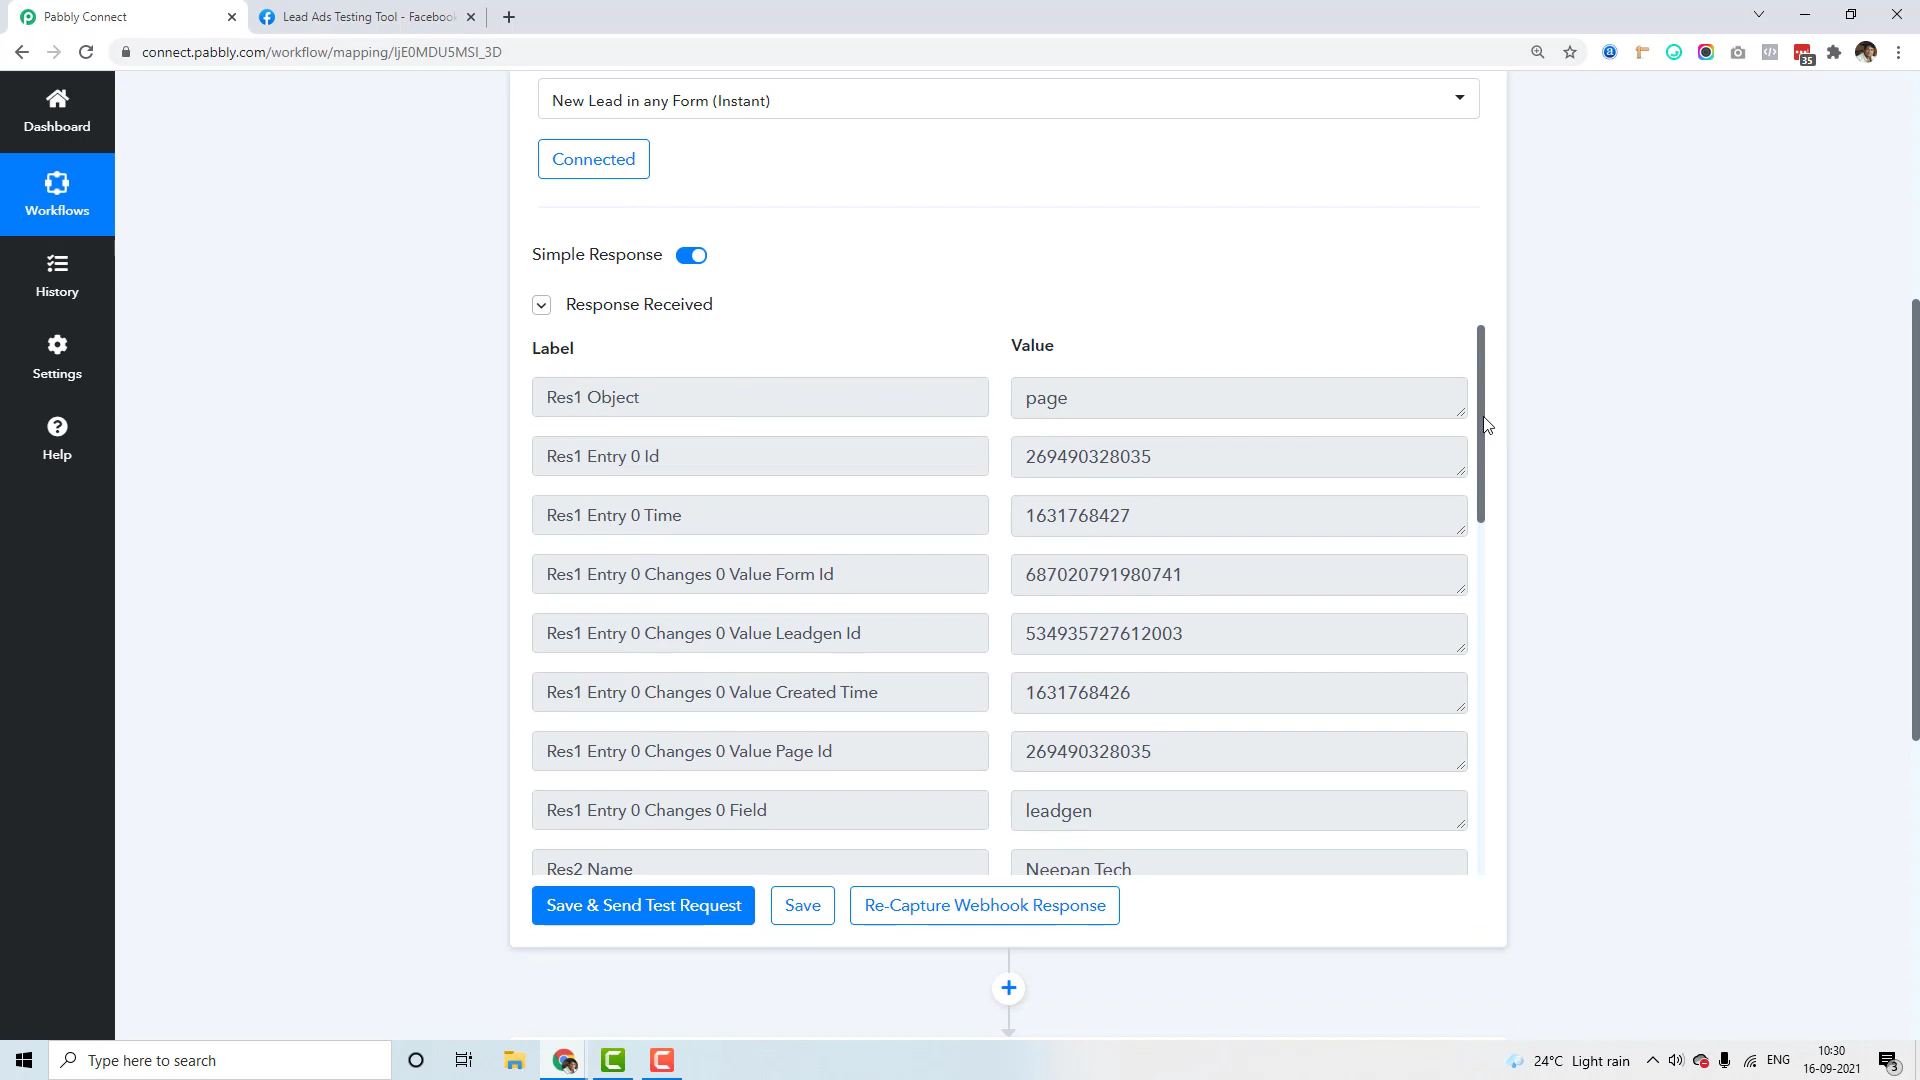 Pabbly Connect
Lead Ads Testing Tool - Facebook
connect.pabbly.com/workflow/mapping/IjE0MDU5MSI_3D
35
Dashboard
Workflows
History
Settings
Help
New Lead in any Form (Instant)
Connected
Simple Response
Response Received
Label Value
Res1 Object page
Res1 Entry 0 Id 269490328035
Res1 Entry 0 Time 1631768427
Res1 Entry 0 Changes 0 Value Form Id 687020791980741
Res1 Entry 0 Changes 0 Value Leadgen Id 534935727612003
Res1 Entry 0 Changes 0 Value Created Time 1631768426
Res1 Entry 0 Changes 0 Value Page Id 269490328035
Res1 Entry 0 Changes 0 Field leadgen
Res2 Name Neepan Tech
Save & Send Test Request Save Re-Capture Webhook Response
Type here to search
24°C Light rain ENG
10:30
16-09-2021
3